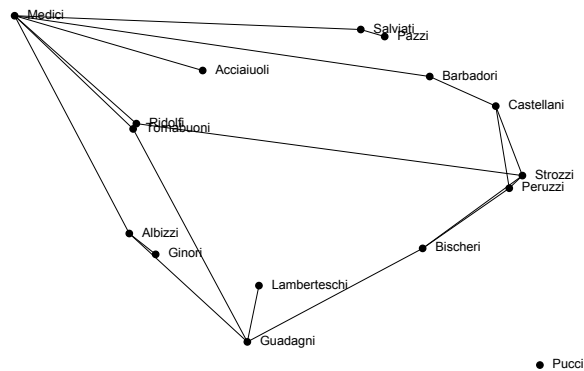 Medici
Salviati
Pazzi
Acciaiuoli
Barbadori
Castellani
Ridolfi
Tornabuoni
Strozzi
Peruzzi
Albizzi
Bischeri
Ginori
Lamberteschi
Guadagni
Pucci